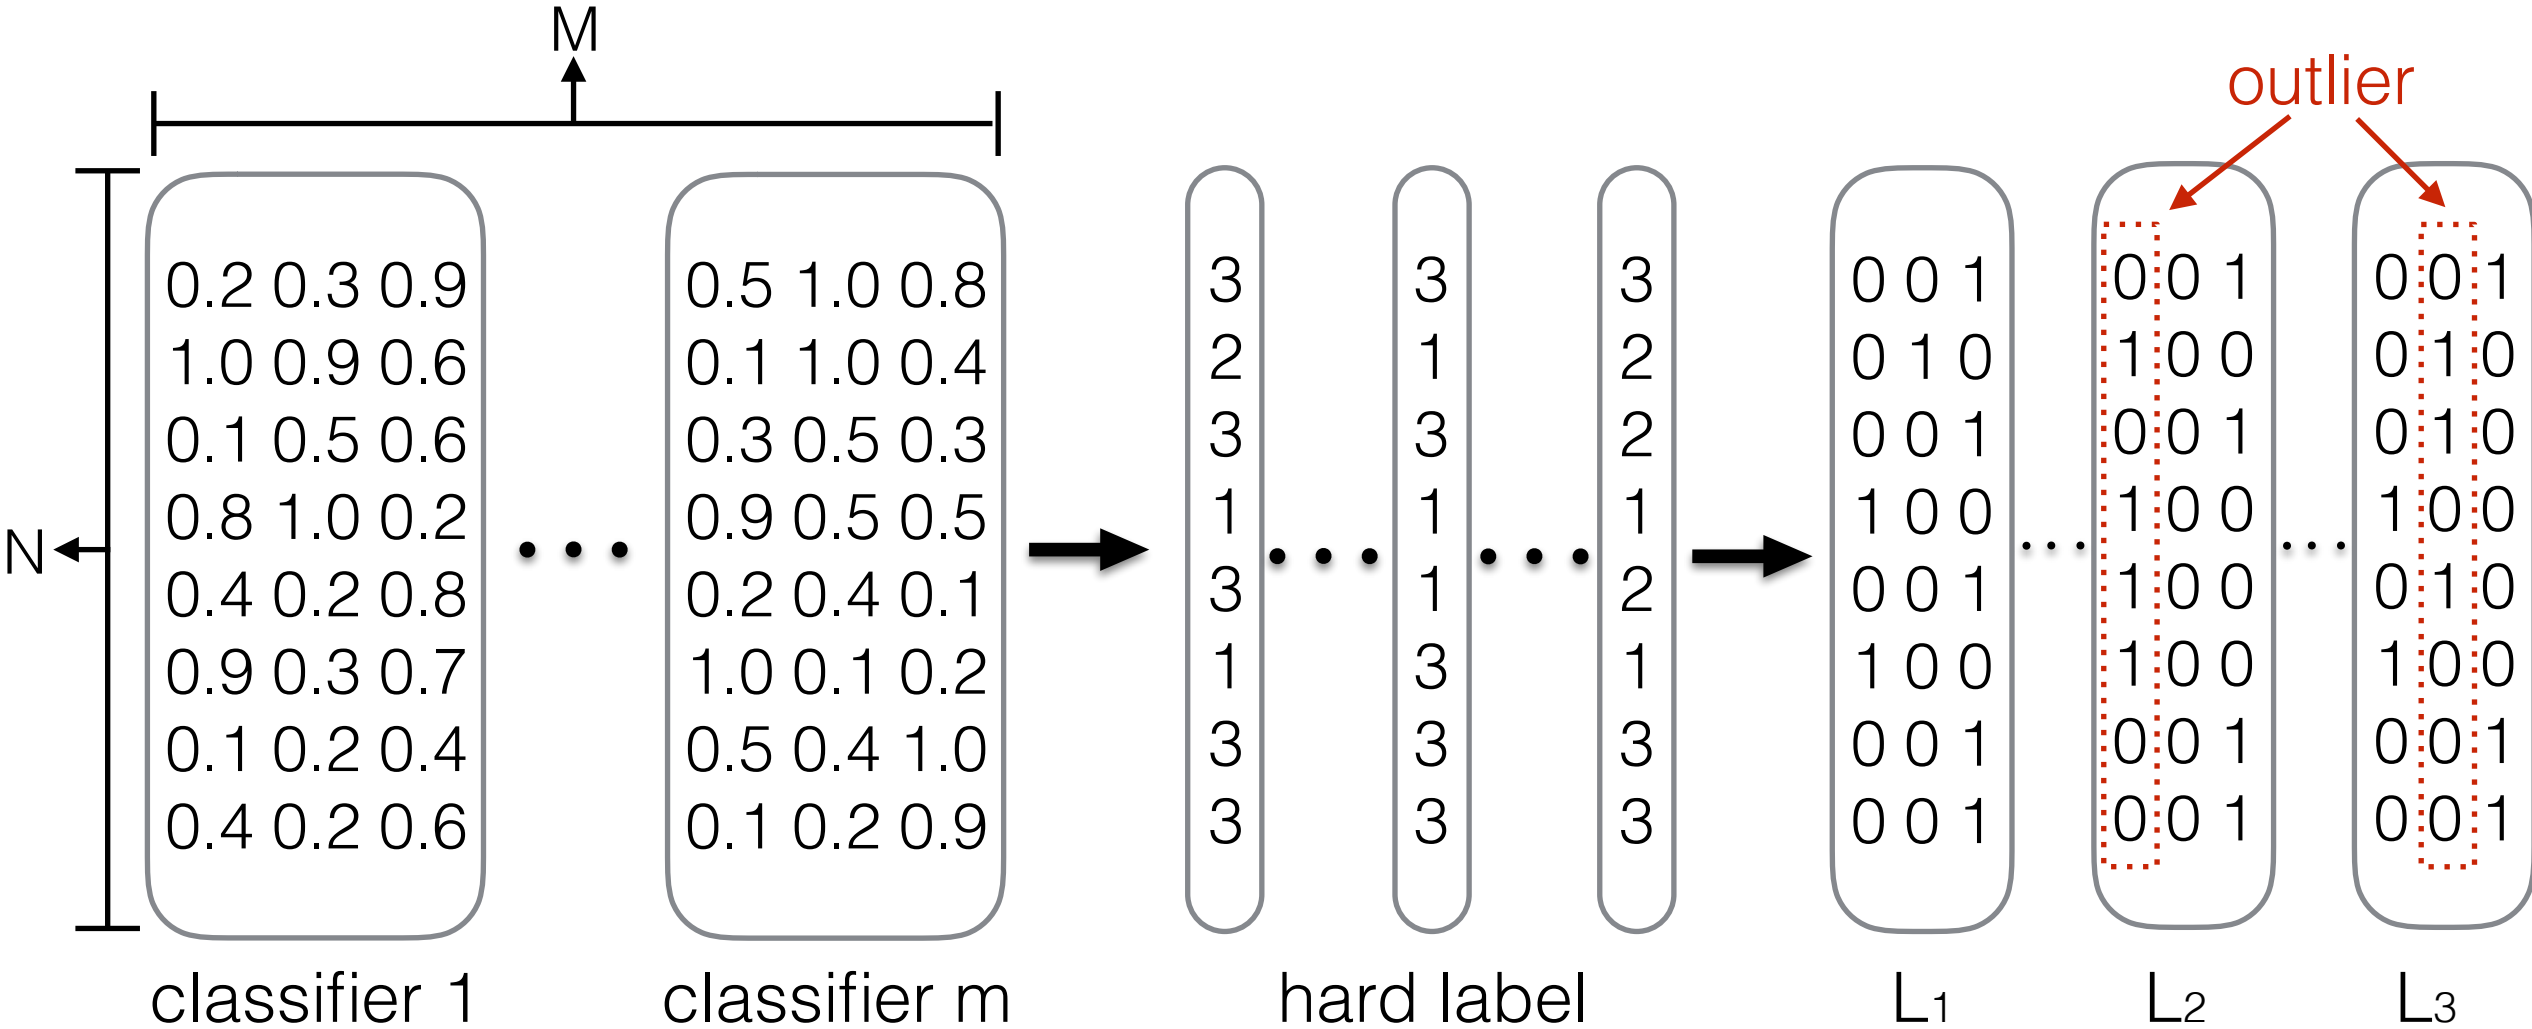 M
outlier
N
0.2 0.3 0.9
1.0 0.9 0.6
0.1 0.5 0.6
0.8 1.0 0.2
0.4 0.2 0.8
0.9 0.3 0.7
0.1 0.2 0.4
0.4 0.2 0.6
classifier 1
0.5 1.0 0.8
0.1 1.0 0.4
0.3 0.5 0.3
0.9 0.5 0.5
0.2 0.4 0.1
1.0 0.1 0.2
0.5 0.4 1.0
0.1 0.2 0.9
classifier m
3
2
3
1
3
1
3
3
3
1
3
1
1
3
3
3
3
2
2
1
2
1
3
3
hard label
0 0 1
0 1 0
0 0 1
1 0 0
0 0 1
1 0 0
0 0 1
0 0 1
L1
0 0 1
1 0 0
0 0 1
1 0 0
1 0 0
1 0 0
0 0 1
0 0 1
L2
0 0 1
0 1 0
0 1 0
1 0 0
0 1 0
1 0 0
0 0 1
0 0 1
L3